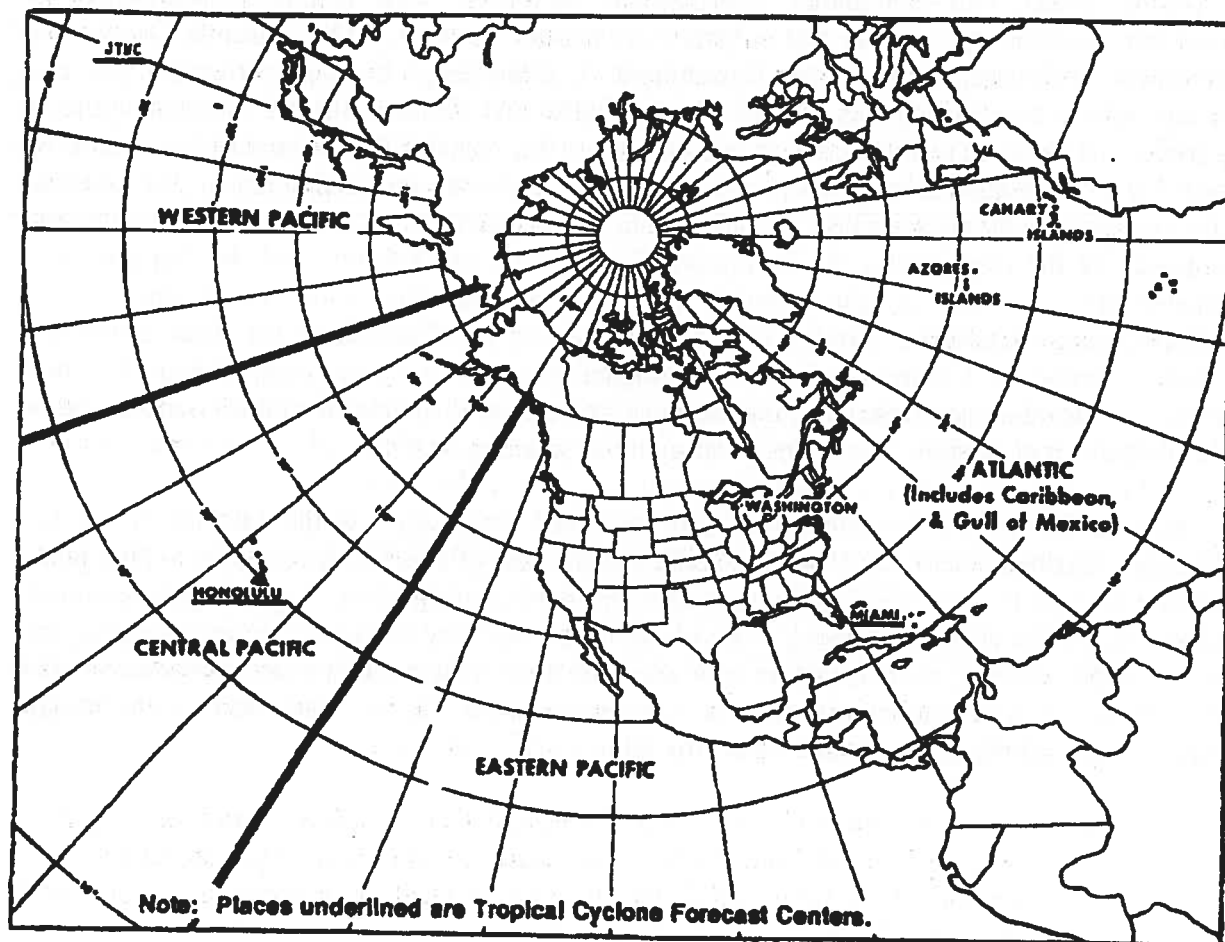 JTWC
WESTERN PACIFIC
CANARY
ISLANDS
AZORES
ISLANDS
ATLANTIC
(Includes Caribbean,
& Gulf of Mexico)
WASHINGTON
HONOLULU
MIAMI
CENTRAL PACIFIC
EASTERN PACIFIC
Note: Places underlined are Tropical Cyclone Forecast Centers.